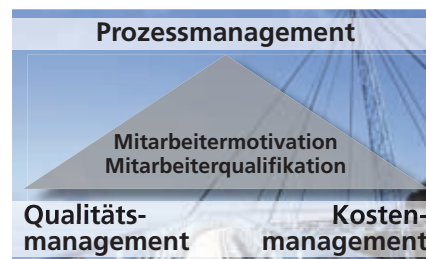 Prozessmanagement
Mitarbeitermotivation
Mitarbeiterqualifikation
Qualitäts-
management
Kosten-
management